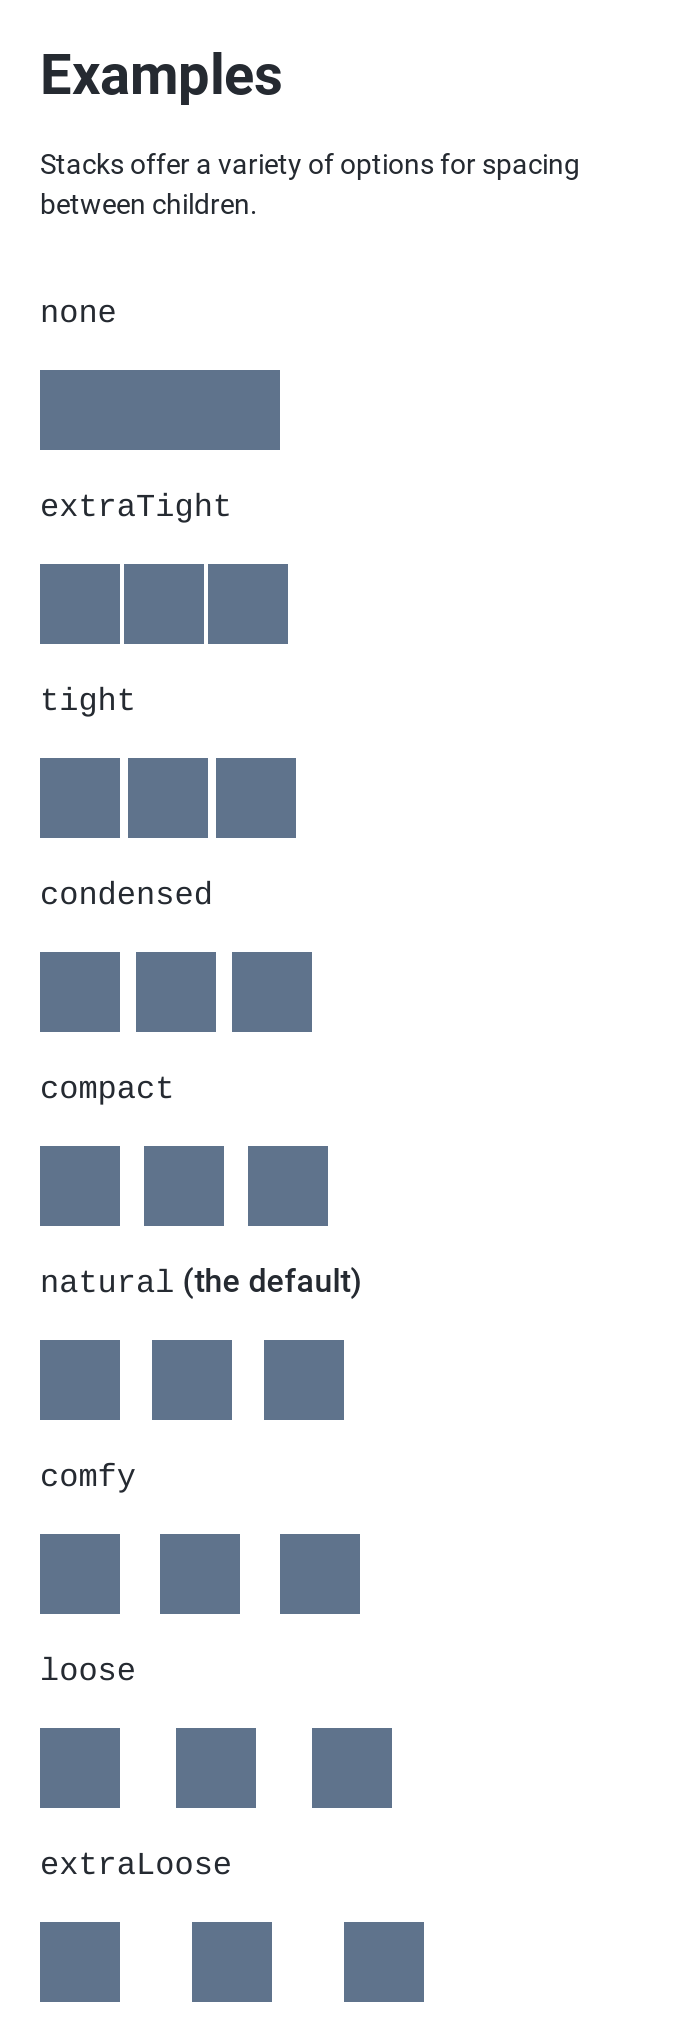 Examples
Stacks offer a variety of options for spacing
between children.
none
extraTight
tight
condensed
compact
natural (the default)
comfy
loose
extraLoose